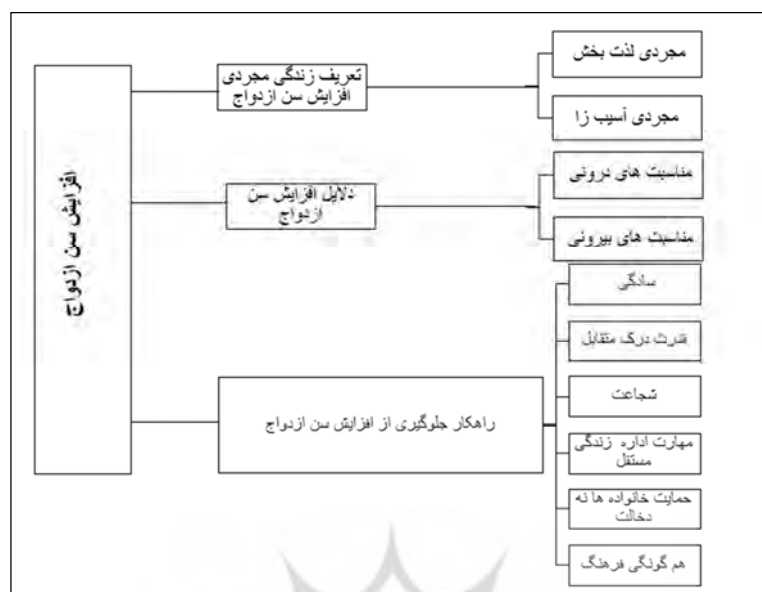 افزایش سن ازدواج
تعریف زندگی مجردی
افزایش سن ازدواج
مجردی لذت بخش
مجردی آسیب زا
دلایل افزایش سن
ازدواج
مناسبت های درونی
مناسبت های بیرونی
راهکار جلوگیری از افزایش سن ازدواج
سادگی
قدرت درک متقابل
شجاعت
مهارت اداره زندگی
مستقل
حمایت خانواده ها نه
دخالت
هم گونگی فرهنگ